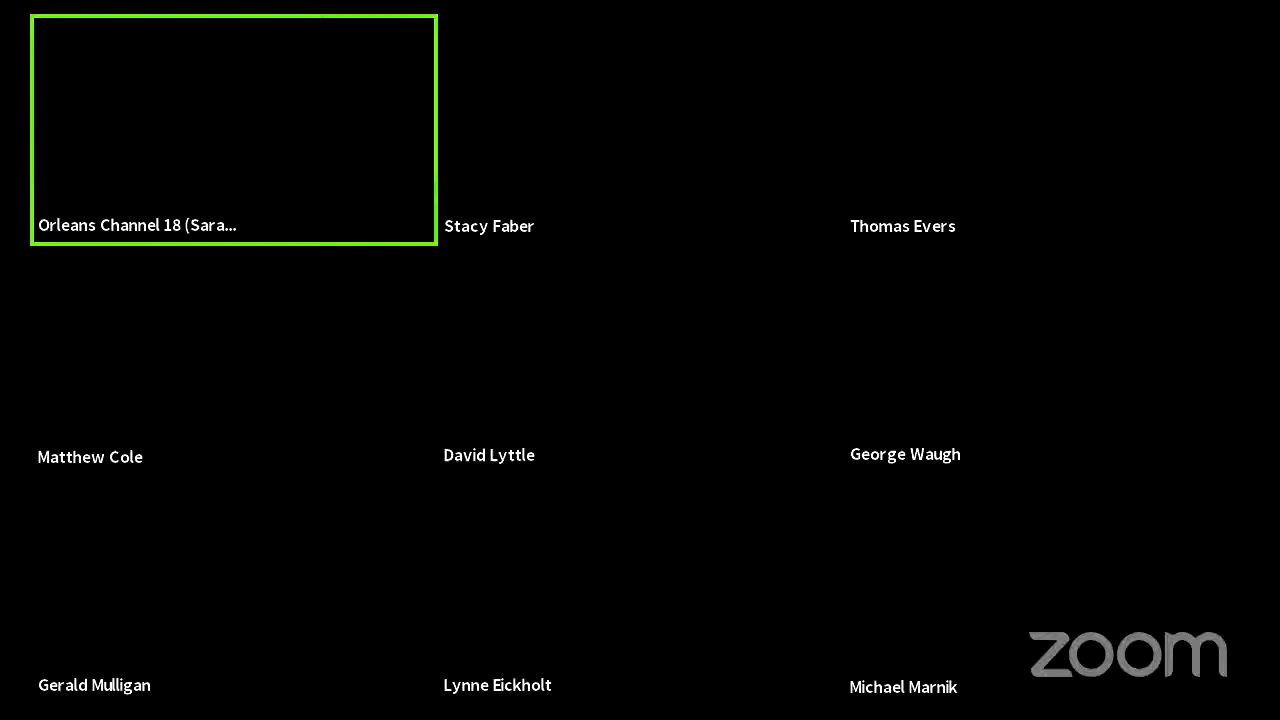 Orleans Channel 18 (Sara...
Stacy Faber
Thomas Evers
Matthew Cole
David Lyttle
George Waugh
Gerald Mulligan
Lynne Eickholt
Michael Marnik
zoom